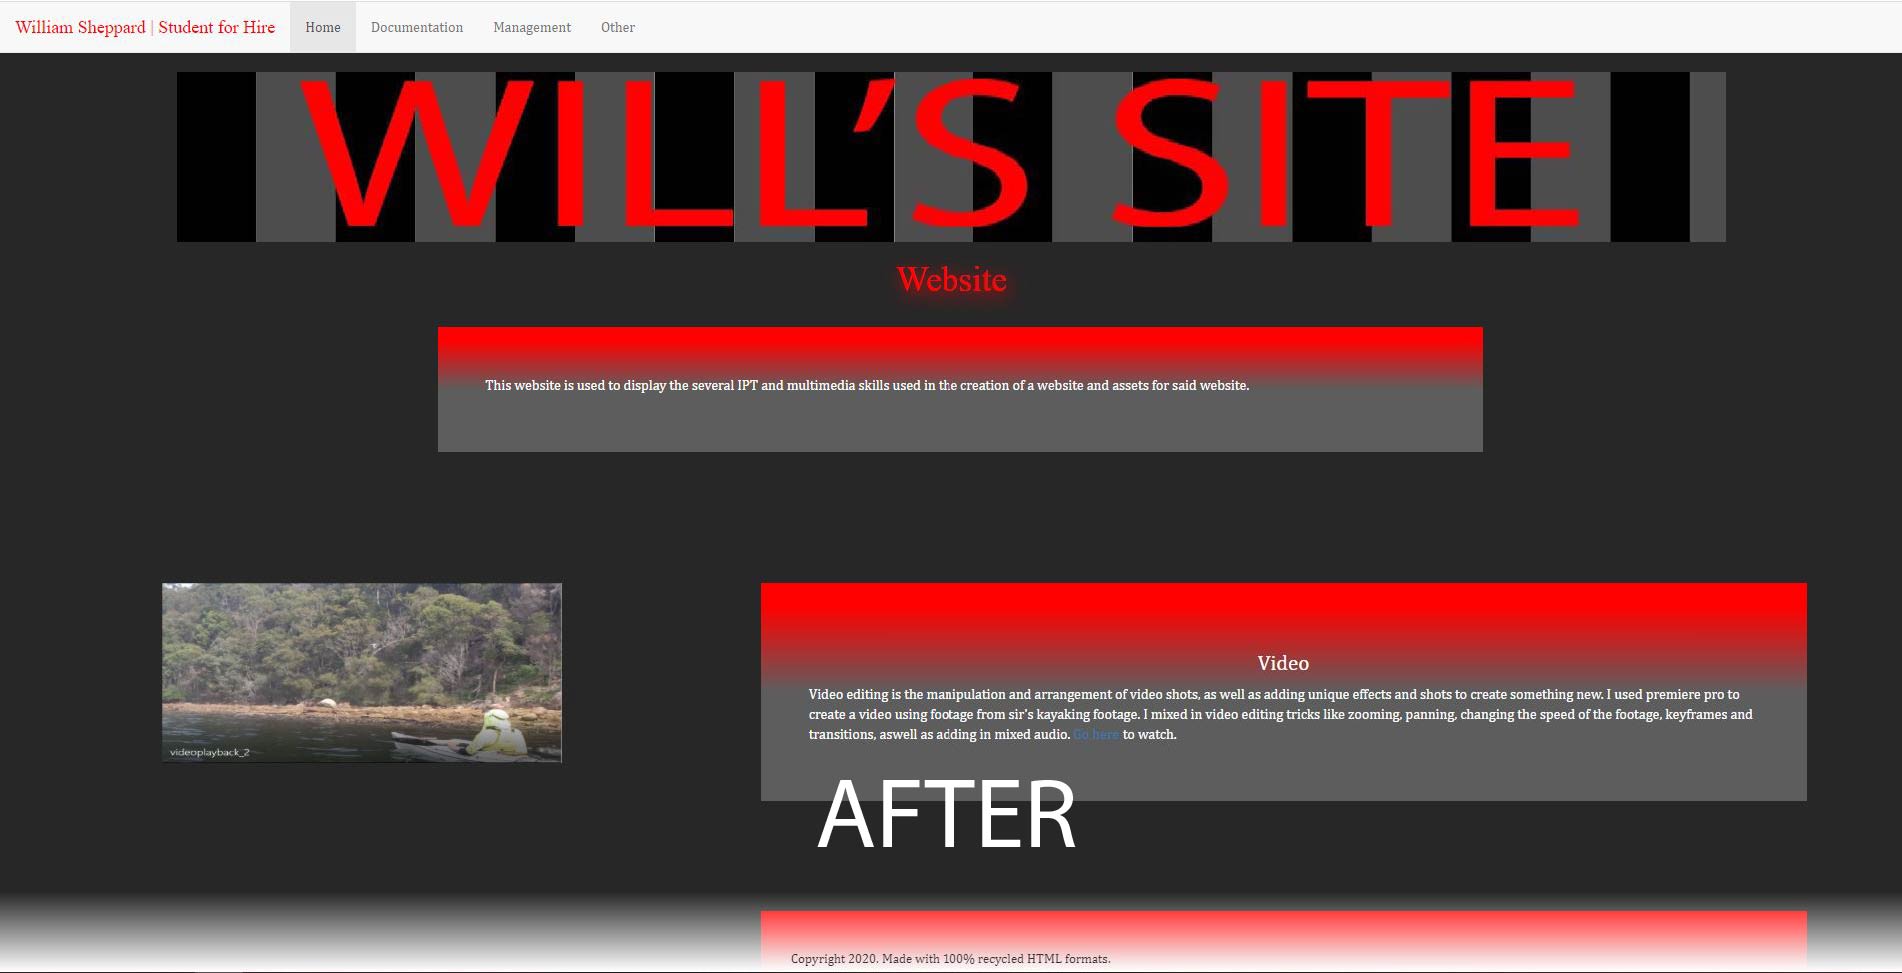 William Sheppard | Student for Hire Home Documentation Management Other
WILL'S SITE
Website
This website is used to display the several IPT and multimedia skills used in the creation of a website and assets for said website.
videoplayback_2
Video
Video editing is the manipulation and arrangement of video shots, as well as adding unique effects and shots to create something new. I used premiere pro to
create a video using footage from sir's kayaking footage. I mixed in video editing tricks like zooming, panning, changing the speed of the footage, keyframes and
transitions, aswell as adding in mixed audio. Go here to watch.
AFTER
Copyright 2020. Made with 100% recycled HTML formats.